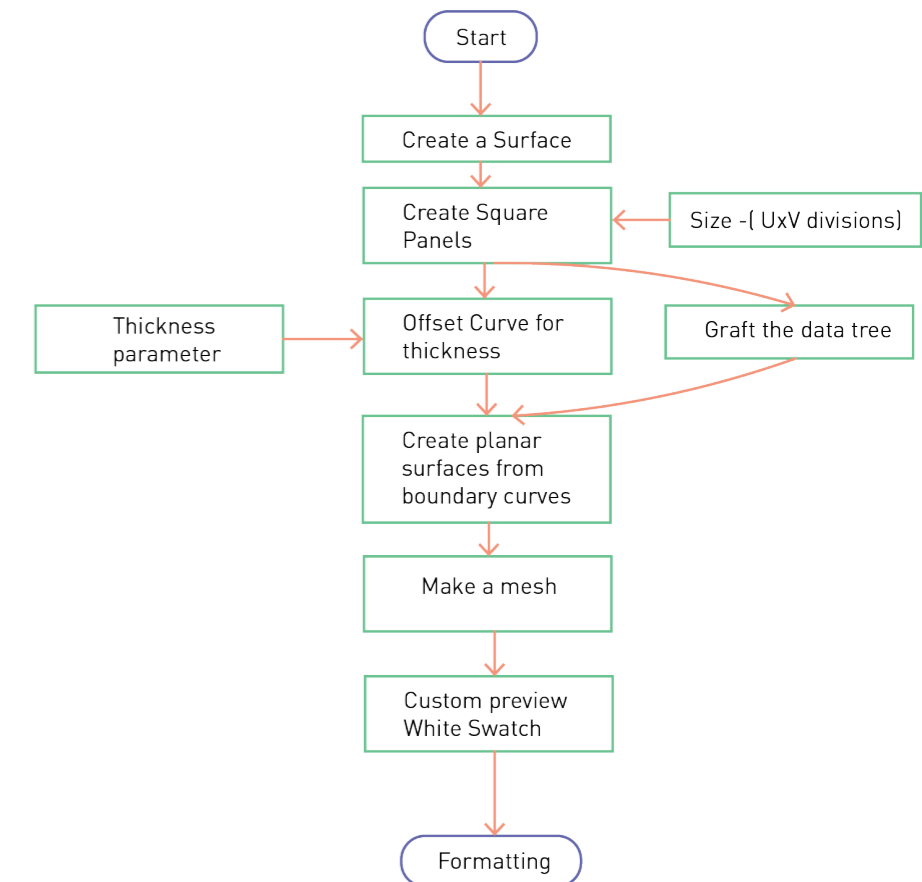 Start
Create a Surface
Create Square
Panels
Size -( UxV divisions)
Thickness
parameter
Offset Curve for
thickness
Graft the data tree
Create planar
surfaces from
boundary curves
Make a mesh
Custom preview
White Swatch
Formatting